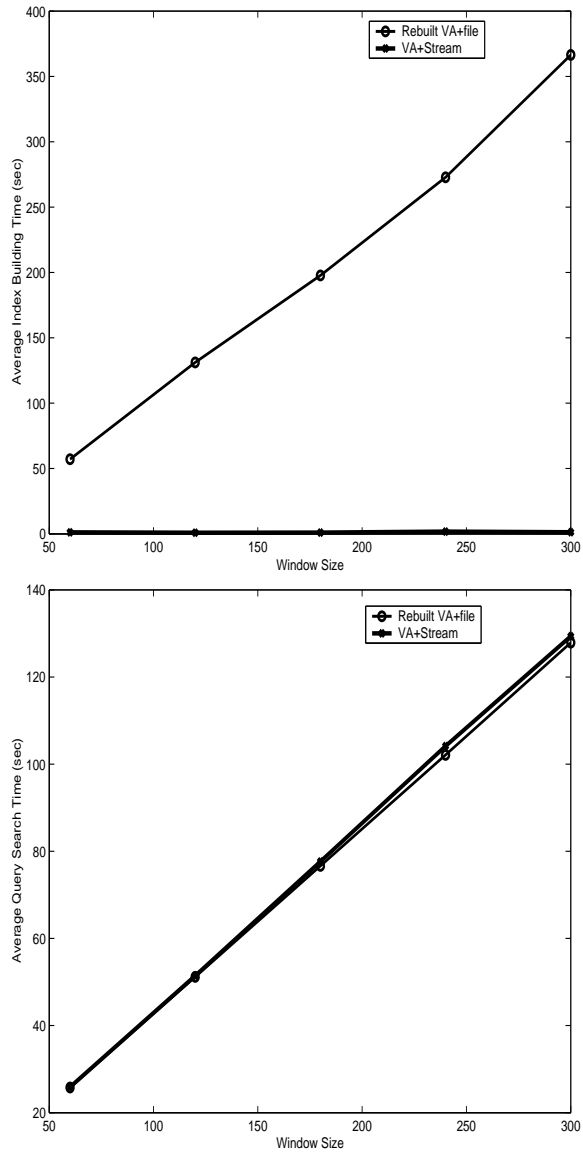 400
350
300
250
200
150
100
50
0
Average Index Building Time (sec)
Rebuilt VA+file
VA+Stream
50 100 150 200 250 300
Window Size
140
120
100
80
60
40
20
Average Query Search Time (sec)
Rebuilt VA+file
VA+Stream
50 100 150 200 250 300
Window Size